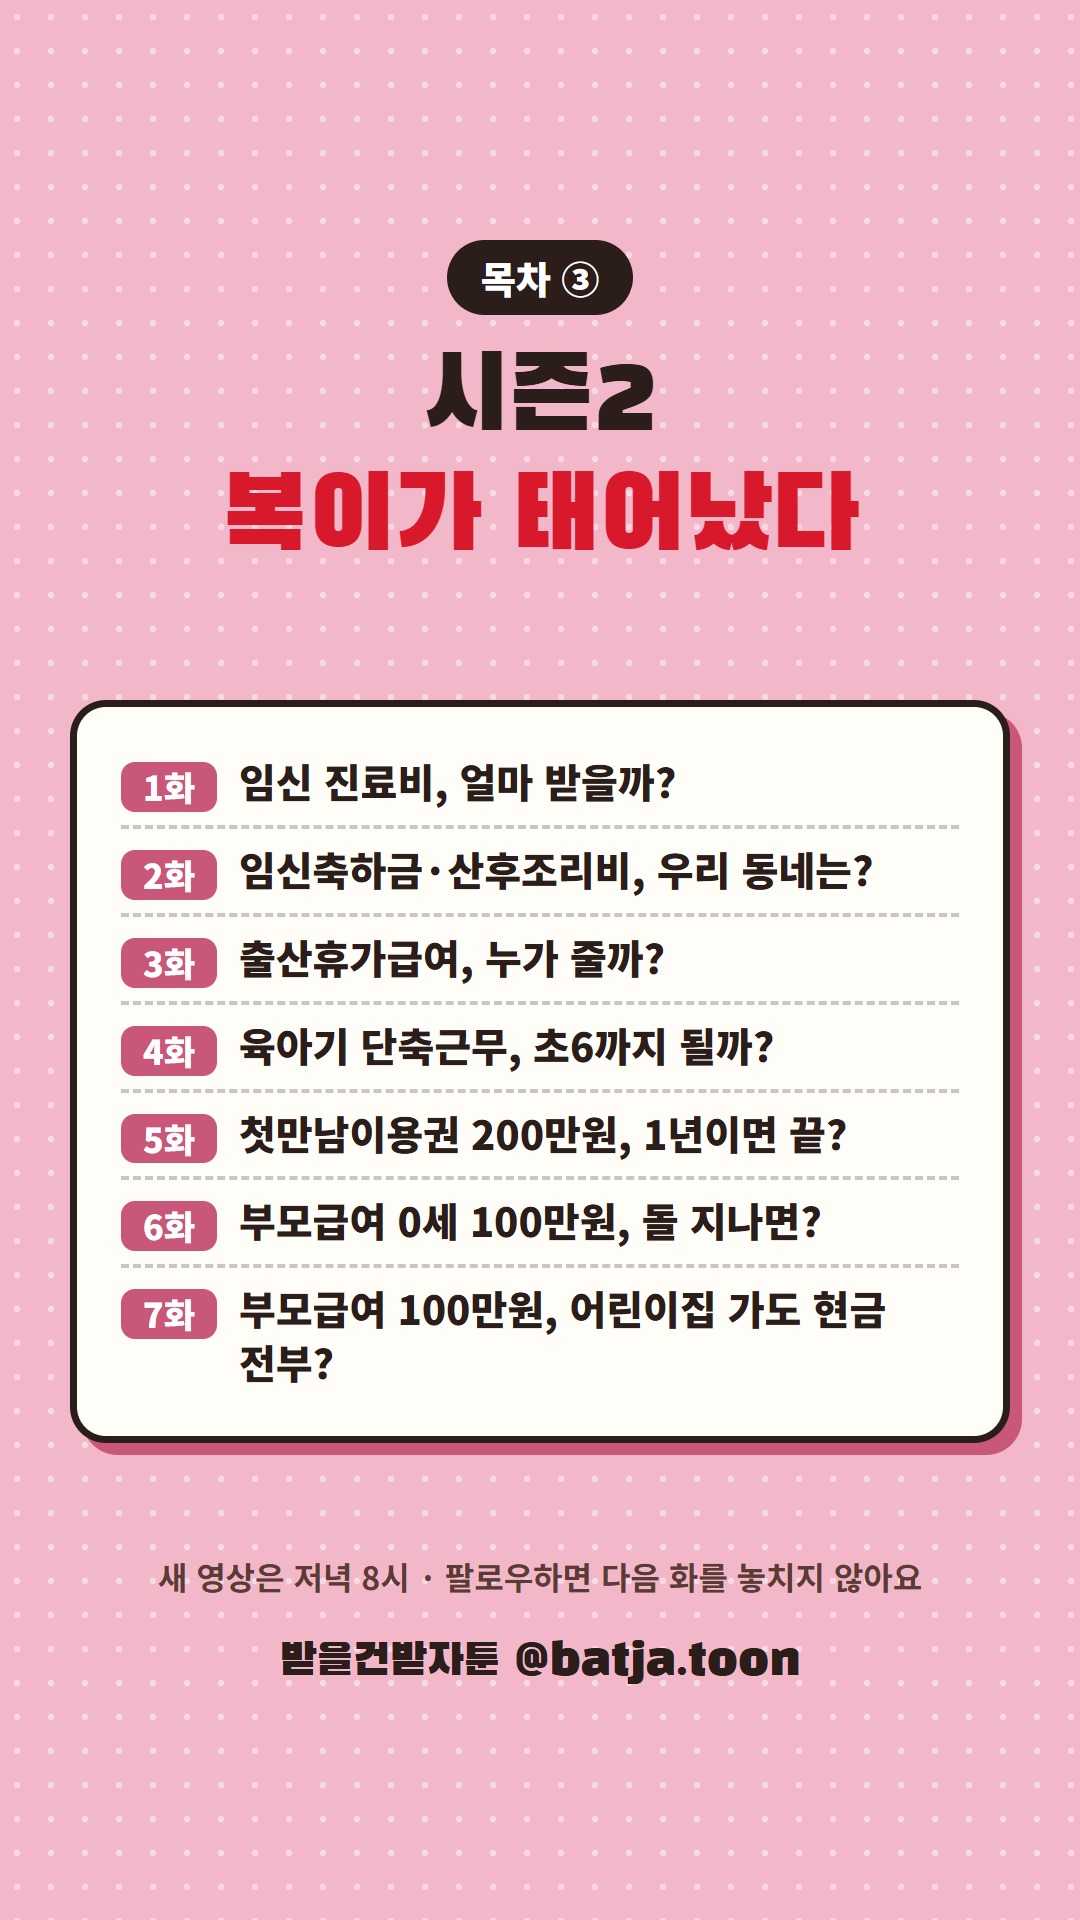 목차 ③
시즌2
복이가 태어났다
1화 임신 진료비, 얼마 받을까?
2화 임신축하금·산후조리비, 우리 동네는?
3화 출산휴가급여, 누가 줄까?
4화 육아기 단축근무, 초6까지 될까?
5화 첫만남이용권 200만원, 1년이면 끝?
6화 부모급여 0세 100만원, 돌 지나면?
7화 부모급여 100만원, 어린이집 가도 현금
전부?
새 영상은 저녁 8시 · 팔로우하면 다음 화를 놓치지 않아요
받을건받자툰 @batja.toon